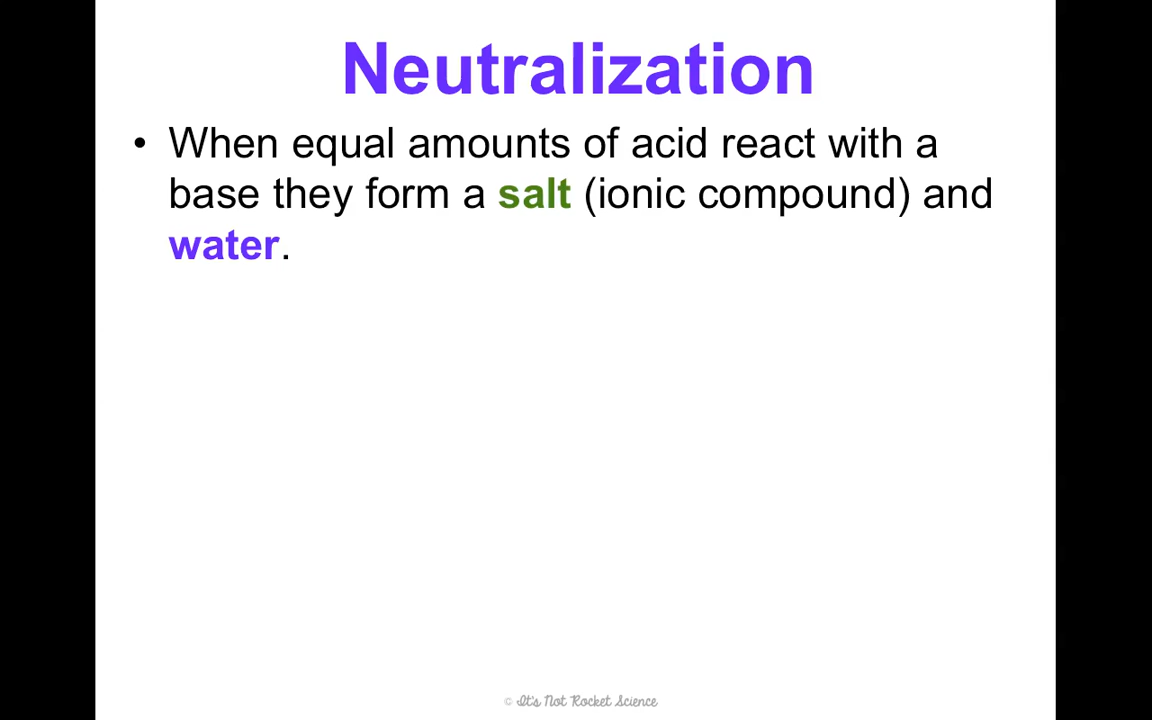 Neutralization
• When equal amounts of acid react with a
base they form a salt (ionic compound) and
water.
© It's Not Rocket Science